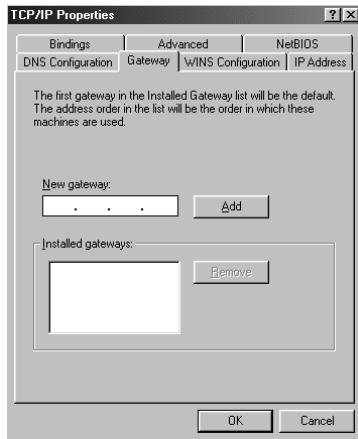 TCP/IP Properties
? X
Bindings Advanced NetBIOS
DNS Configuration Gateway WINS Configuration IP Address
The first gateway in the Installed Gateway list will be the default.
The address order in the list will be the order in which these
machines are used.
New gateway:
. . . Add
Installed gateways:
Remove
OK Cancel